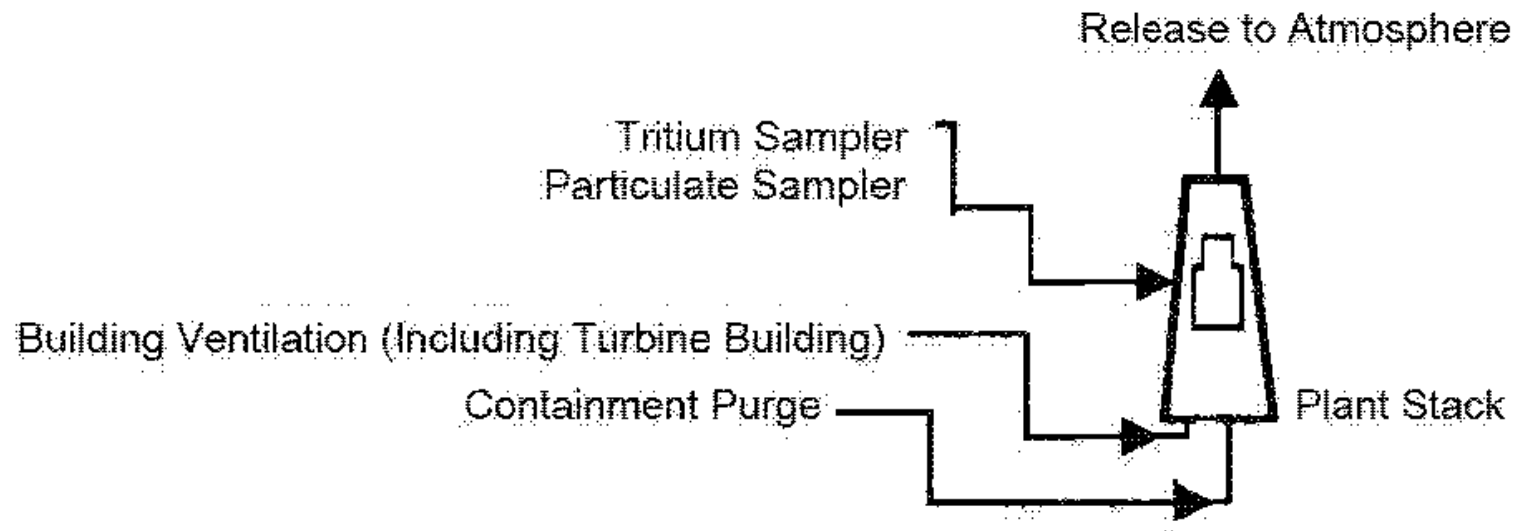 Release to Atmosphere
Tritium Sampler
Particulate Sampler
Building Ventilation (Including Turbine Building)
Containment Purge
Plant Stack